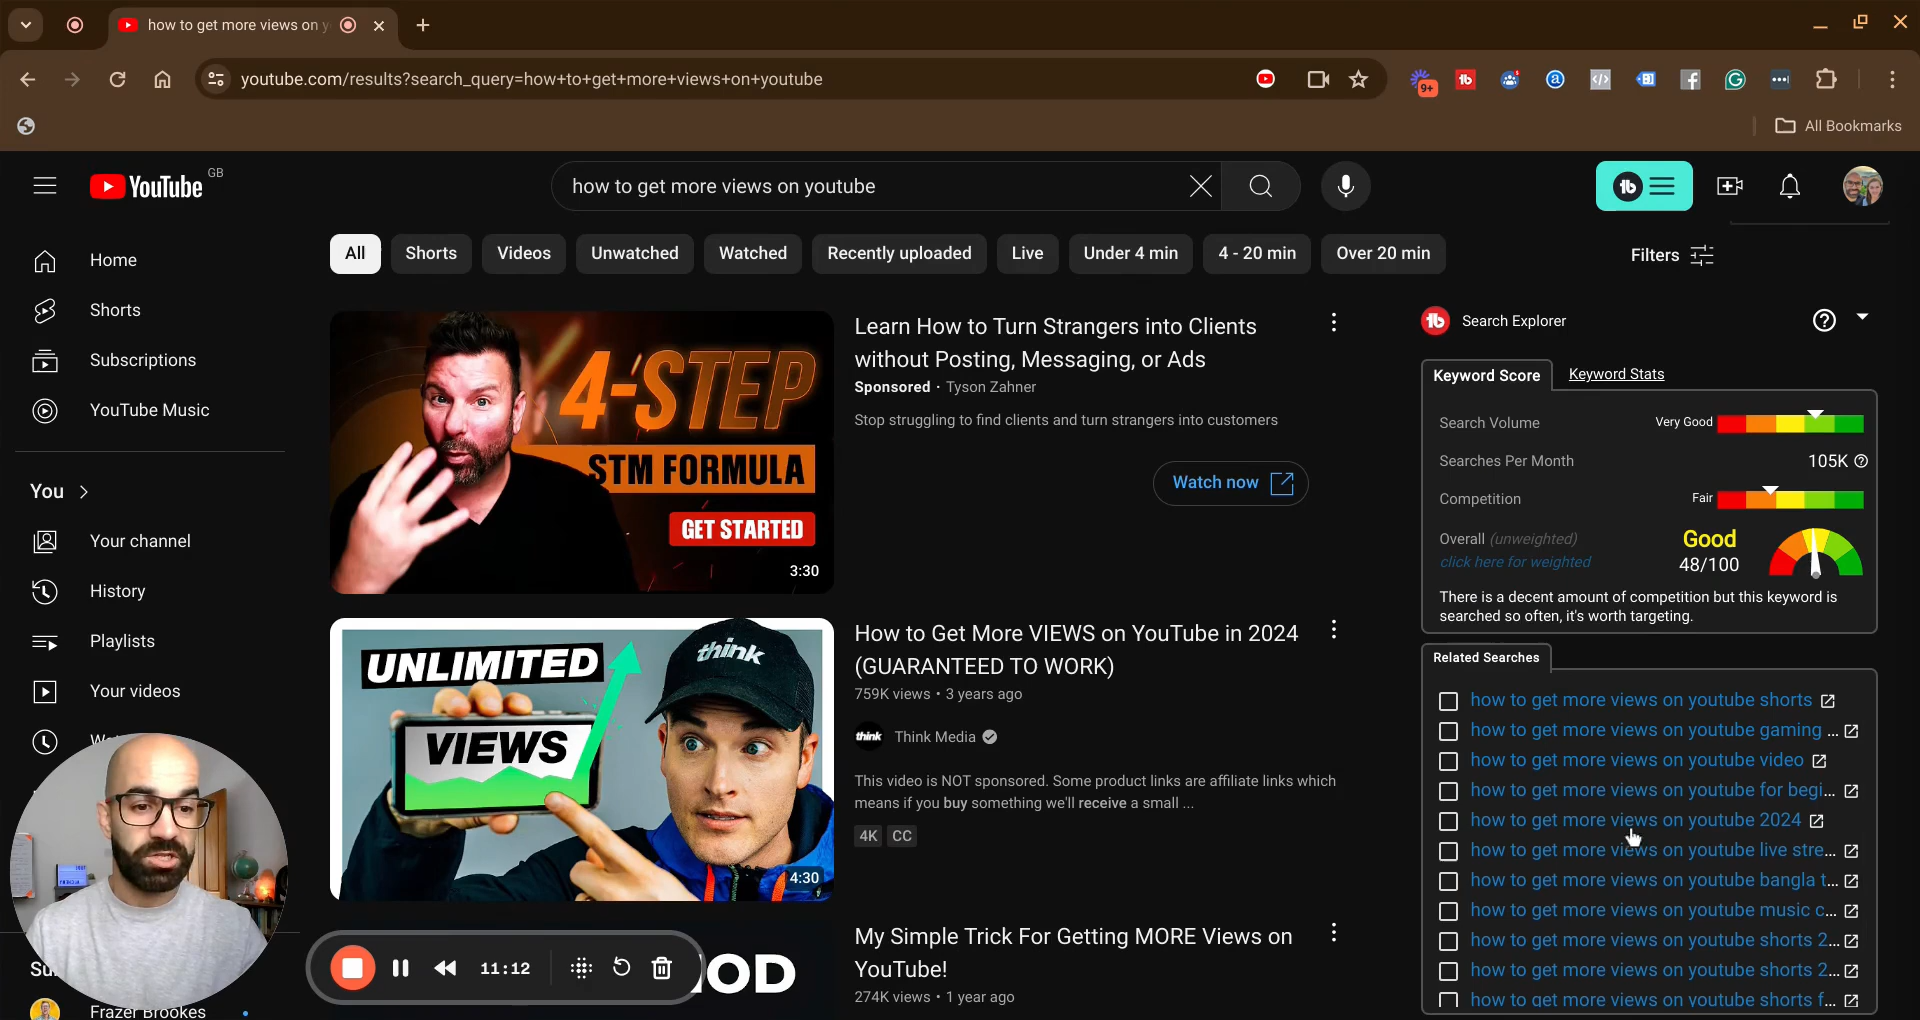 how to get more views on y
youtube.com/results?search_query=how+to+get+more+views+on+youtube
9+
All Bookmarks
YouTube GB
how to get more views on youtube
Home
Shorts
Subscriptions
YouTube Music
You
Your channel
History
Playlists
Your videos
Frazer Brookes
All
Shorts
Videos
Unwatched
Watched
Recently uploaded
Live
Under 4 min
4 - 20 min
Over 20 min
Filters
4-STEP
STM FORMULA
GET STARTED
3:30
Learn How to Turn Strangers into Clients
without Posting, Messaging, or Ads
Sponsored · Tyson Zahner
Stop struggling to find clients and turn strangers into customers
Watch now
UNLIMITED
VIEWS
think
4:30
How to Get More VIEWS on YouTube in 2024
(GUARANTEED TO WORK)
759K views • 3 years ago
think Think Media
This video is NOT sponsored. Some product links are affiliate links which
means if you buy something we'll receive a small ...
4K CC
My Simple Trick For Getting MORE Views on
YouTube!
274K views • 1 year ago
11:12
tb Search Explorer
Keyword Score
Keyword Stats
Search Volume Very Good
Searches Per Month 105K
Competition Fair
Overall (unweighted) Good
click here for weighted 48/100
There is a decent amount of competition but this keyword is
searched so often, it's worth targeting.
Related Searches
how to get more views on youtube shorts
how to get more views on youtube gaming ...
how to get more views on youtube video
how to get more views on youtube for begi...
how to get more views on youtube 2024
how to get more views on youtube live stre...
how to get more views on youtube bangla t...
how to get more views on youtube music c...
how to get more views on youtube shorts 2...
how to get more views on youtube shorts 2...
how to get more views on youtube shorts f...